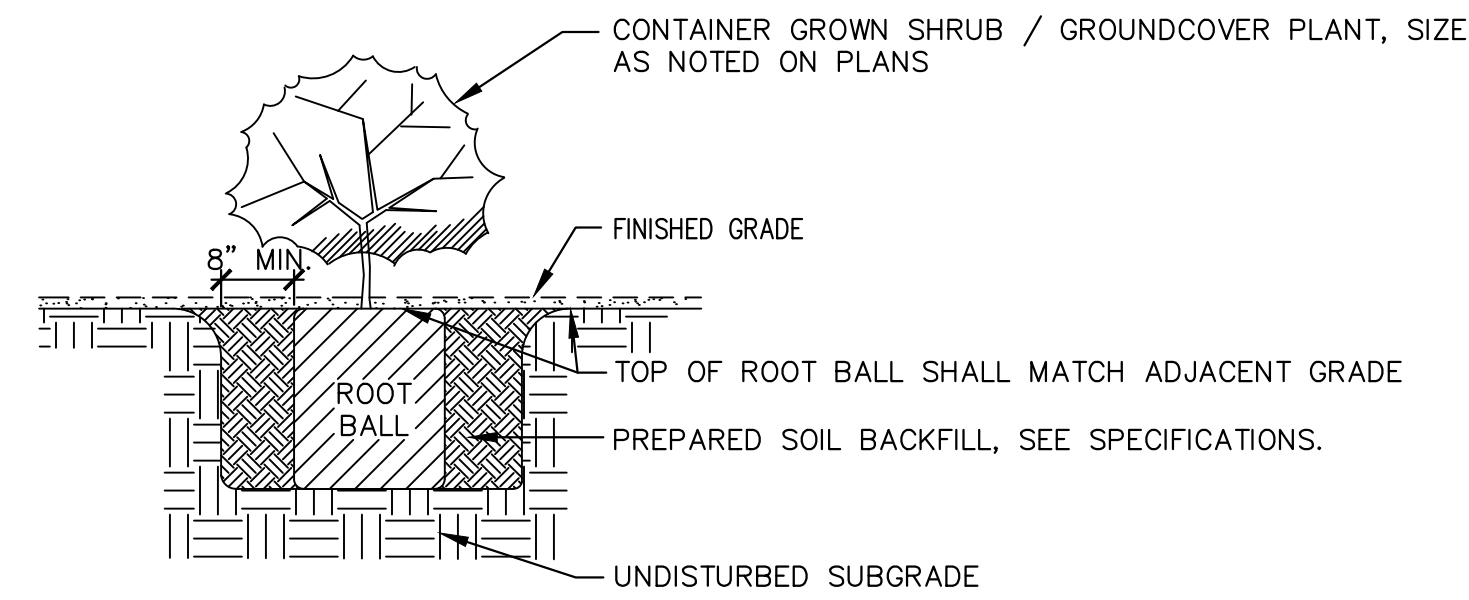 CONTAINER GROWN SHRUB / GROUNDCOVER PLANT, SIZE
AS NOTED ON PLANS
FINISHED GRADE
8” MIN.
TOP OF ROOT BALL SHALL MATCH ADJACENT GRADE
ROOT
BALL
PREPARED SOIL BACKFILL, SEE SPECIFICATIONS.
UNDISTURBED SUBGRADE